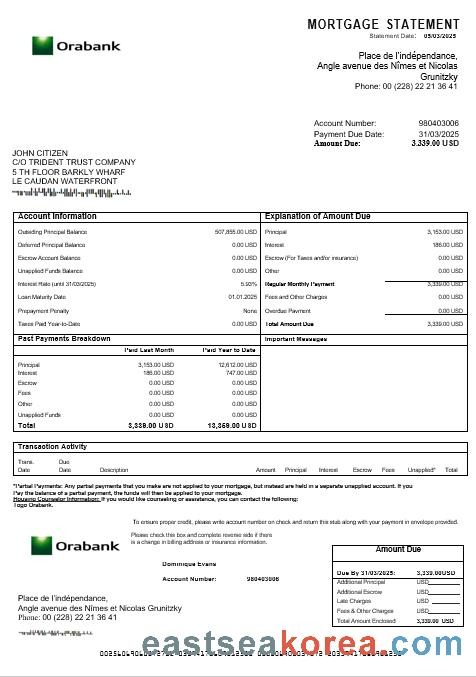 MORTGAGE STATEMENT
Statement Date: 05/03/2025
Orabank
Place de l'indépendance,
Angle avenue des Nîmes et Nicolas
Grunitzky
Phone: 00 (228) 22 21 36 41
Account Number: 980403006
Payment Due Date: 31/03/2025
Amount Due: 3,339.00 USD
JOHN CITIZEN
C/O TRIDENT TRUST COMPANY
5 TH FLOOR BARKLY WHARF
LE CAUDAN WATERFRONT
Account Information
Outsiding Principal Balance 507,855.00 USD
Deferred Principal Balance 0.00 USD
Escrow Account Balance 0.00 USD
Unapplied Funds Balance 0.00 USD
Interest Rate (until 31/03/2025) 5.93%
Loan Maturity Date 01.01.2025
Prepayment Penalty None
Taxes Paid Year-to-Date 0.00 USD
Explanation of Amount Due
Principal 3,153.00 USD
Interest 186.00 USD
Escrow (For Taxes and/or insurance) 0.00 USD
Other 0.00 USD
Regular Monthly Payment 3,339.00 USD
Fees and Other Charges 0.00 USD
Overdue Payment 0.00 USD
Total Amount Due 3,339.00 USD
Past Payments Breakdown
Paid Last Month Paid Year to Date
Principal 3,153.00 USD 12,612.00 USD
Interest 186.00 USD 747.00 USD
Escrow 0.00 USD 0.00 USD
Fees 0.00 USD 0.00 USD
Other 0.00 USD 0.00 USD
Unapplied Funds 0.00 USD 0.00 USD
Total 3,339.00 USD 13,359.00 USD
Important Messages
Transaction Activity
Trans. Due
Date Date Description Amount Principal Interest Escrow Fees Unapplied* Total
*Partial Payments: Any partial payments that you make are not applied to your mortgage, but instead are held in a separate unapplied account. If you
Pay the balance of a partial payment, the funds will then be applied to your mortgage.
Housing Counselor Information: If you would like counseling or assistance, you can contact the following:
Togo Orabank.
To ensure proper credit, please write account number on check and return this stub along with your payment in envelope provided.
Orabank
Please check this box and complete reverse side if there
is a change in billing address or insurance information.
Dominique Evans
Account Number: 980403006
Place de l'indépendance,
Angle avenue des Nîmes et Nicolas Grunitzky
Phone: 00 (228) 22 21 36 41
Amount Due
Due By 31/03/2025: 3,339.00USD
Additional Principal USD
Additional Escrow USD
Late Charges USD
Fees & Other Charges USD
Total Amount Enclosed USD
eastseakorea.com